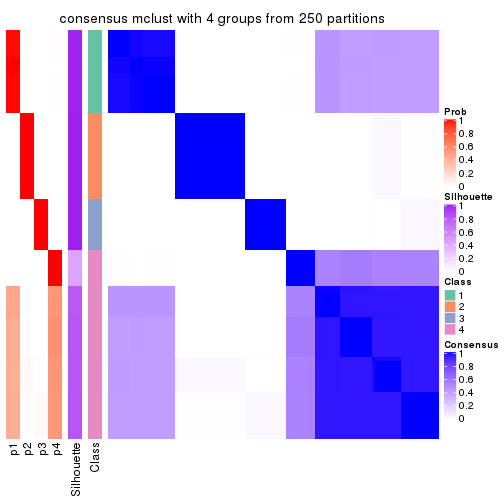 consensus mclust with 4 groups from 250 partitions
Prob
1
0.8
0.6
0.4
0.2
0
Silhouette
1
0.8
0.6
0.4
0.2
0
Class
1
2
3
4
Consensus
1
0.8
0.6
0.4
0.2
0
p1
p2
p3
p4
Silhouette
Class